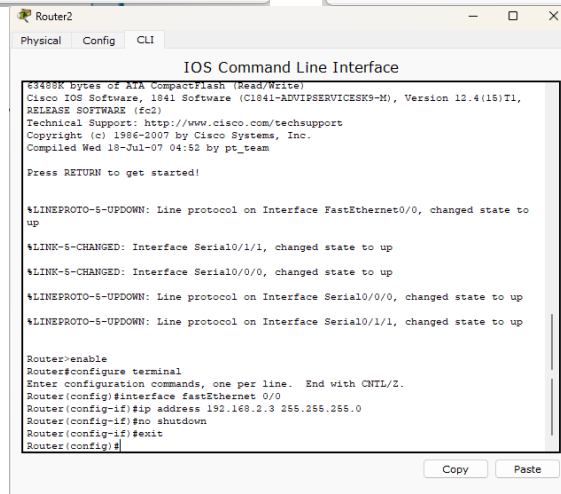 Router2
Physical Config CLI
IOS Command Line Interface
63488K bytes of ATA CompactFlash (Read/Write)
Cisco IOS Software, 1841 Software (C1841-ADVIPSERVICESK9-M), Version 12.4(15)T1,
RELEASE SOFTWARE (fc2)
Technical Support: http://www.cisco.com/techsupport
Copyright (c) 1986-2007 by Cisco Systems, Inc.
Compiled Wed 18-Jul-07 04:52 by pt_team
Press RETURN to get started!
%LINEPROTO-5-UPDOWN: Line protocol on Interface FastEthernet0/0, changed state to
up
%LINK-5-CHANGED: Interface Serial0/1/1, changed state to up
%LINK-5-CHANGED: Interface Serial0/0/0, changed state to up
%LINEPROTO-5-UPDOWN: Line protocol on Interface Serial0/0/0, changed state to up
%LINEPROTO-5-UPDOWN: Line protocol on Interface Serial0/1/1, changed state to up
Router>enable
Router#configure terminal
Enter configuration commands, one per line. End with CNTL/Z.
Router(config)#interface fastEthernet 0/0
Router(config-if)#ip address 192.168.2.3 255.255.255.0
Router(config-if)#no shutdown
Router(config-if)#exit
Router(config)#
Copy Paste